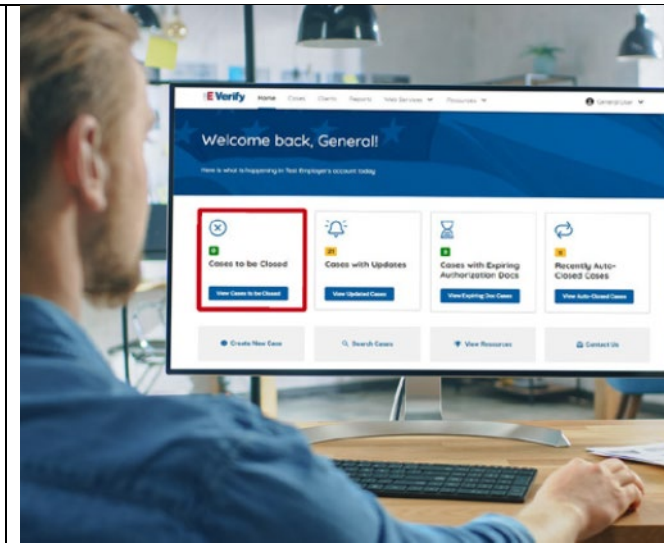 E-Verify Home Cases Clients Reports Web Services Resources General User
Welcome back, General!
Here is what is happening in Test Employer's account today
21
Cases to be Closed
Cases with Updates
Cases with Expiring
Authorization Docs
Recently Auto-
Closed Cases
View Cases to be Closed
View Updated Cases
View Expiring Doc Cases
View Auto-Closed Cases
Create New Case
Search Cases
View Resources
Contact Us